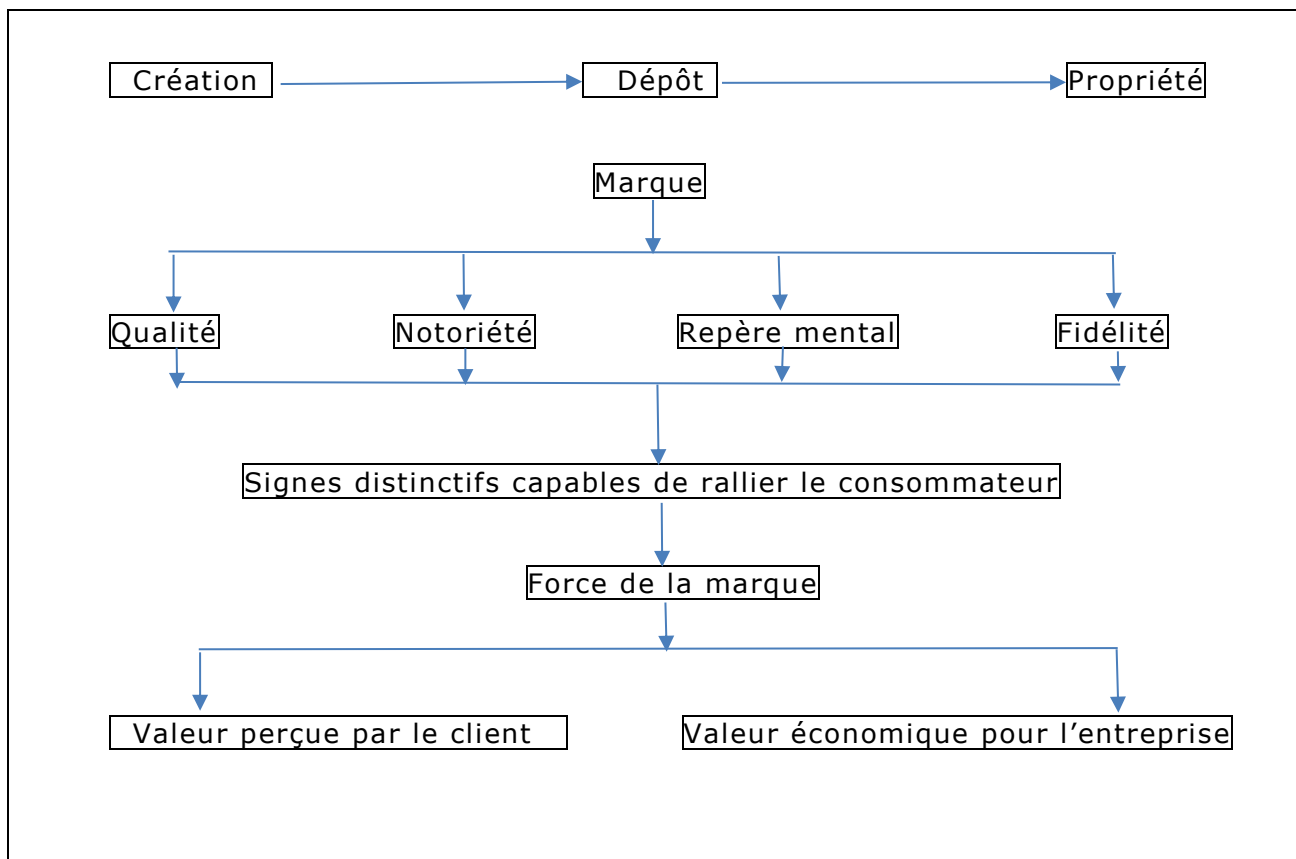 Création Dépôt Propriété
Marque
Qualité Notoriété Repère mental Fidélité
Signes distinctifs capables de rallier le consommateur
Force de la marque
Valeur perçue par le client Valeur économique pour l’entreprise